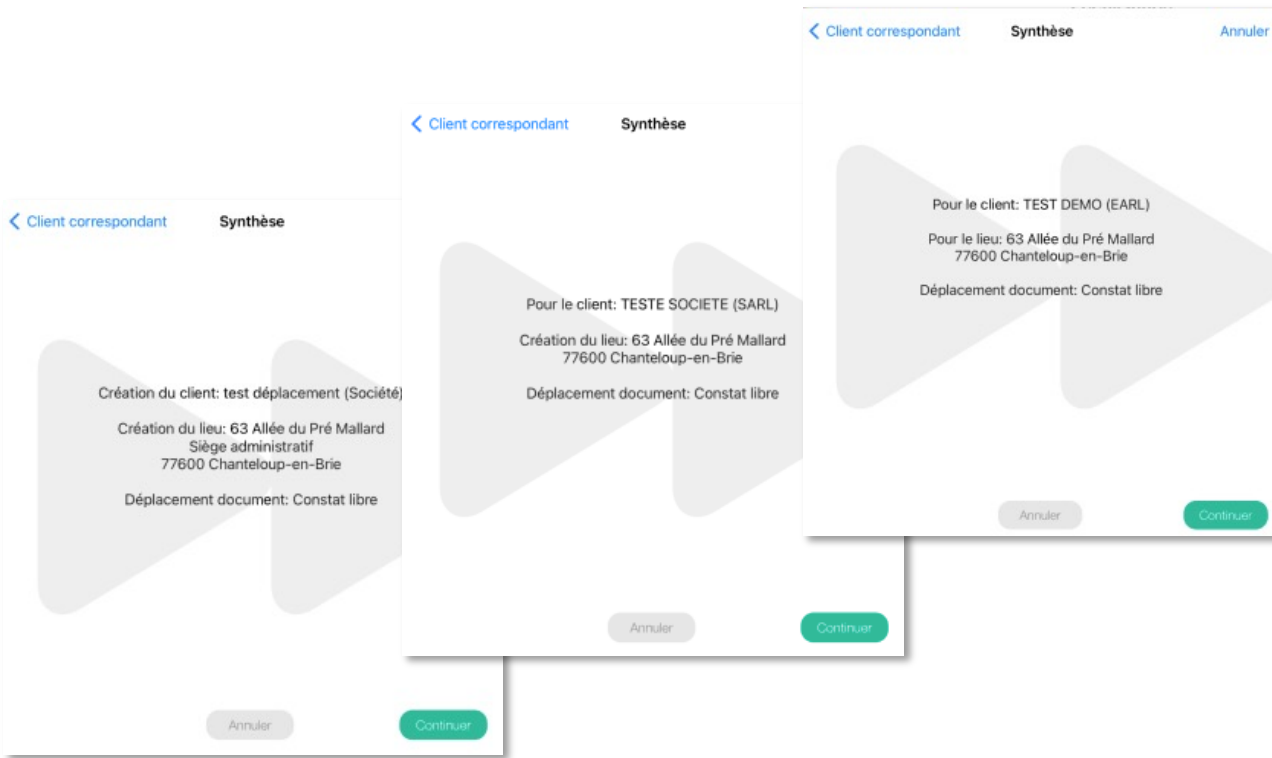 Client correspondant Synthèse
Création du client: test déplacement (Société)
Création du lieu: 63 Allée du Pré Mallard
Siège administratif
77600 Chanteloup-en-Brie
Déplacement document: Constat libre
Annuler Continuer
Client correspondant Synthèse
Pour le client: TESTE SOCIETE (SARL)
Création du lieu: 63 Allée du Pré Mallard
77600 Chanteloup-en-Brie
Déplacement document: Constat libre
Annuler Continuer
Client correspondant Synthèse Annuler
Pour le client: TEST DEMO (EARL)
Pour le lieu: 63 Allée du Pré Mallard
77600 Chanteloup-en-Brie
Déplacement document: Constat libre
Annuler Continuer